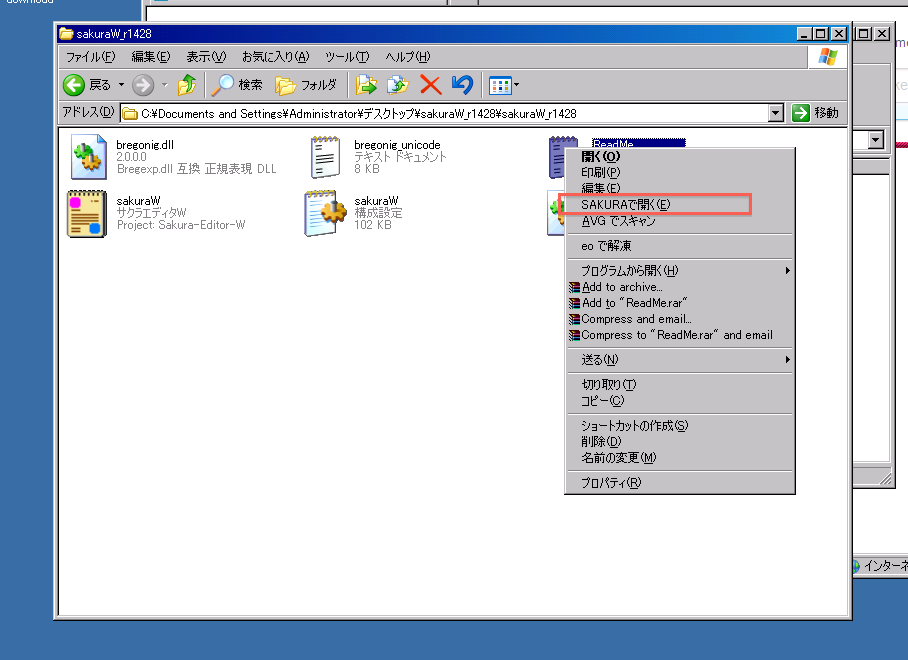 download
sakuraW_r1428
ファイル(F) 編集(E) 表示(V) お気に入り(A) ツール(T) ヘルプ(H)
戻る 検索 フォルダ
アドレス(D) C:¥Documents and Settings¥Administrator¥デスクトップ¥sakuraW_r1428¥sakuraW_r1428 移動
bregonig.dll
2.0.0.0
Bregexp.dll 互換 正規表現 DLL
bregonig_unicode
テキスト ドキュメント
8 KB
ReadMe
sakuraW
サクラエディタW
Project: Sakura-Editor-W
sakuraW
構成設定
102 KB
開く(O)
印刷(P)
編集(E)
SAKURAで開く(E)
AVG でスキャン
eo で解凍
プログラムから開く(H)
Add to archive...
Add to "ReadMe.rar"
Compress and email...
Compress to "ReadMe.rar" and email
送る(N)
切り取り(T)
コピー(C)
ショートカットの作成(S)
削除(D)
名前の変更(M)
プロパティ(R)
インターネ